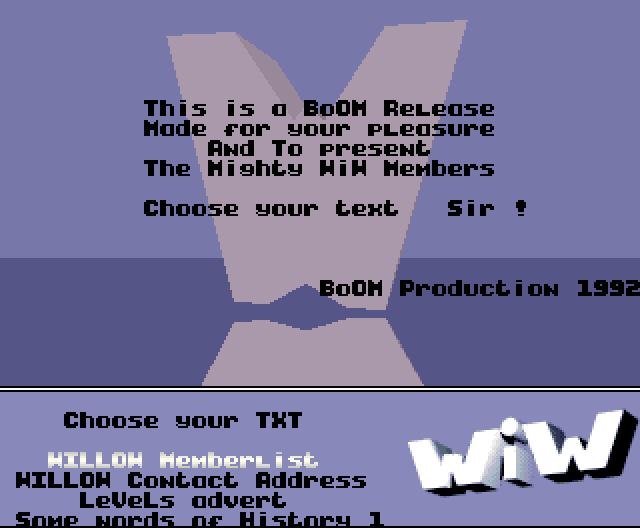 This is a BoOM Release
Made for your pLeasure
And To present
The Mighty WiW Members
Choose your text Sir !
BoOM Production 1992
Choose your TXT
WILLOW MemberList
WILLOW Contact Address
LeVeLs advert
Some words of History 1
WiW